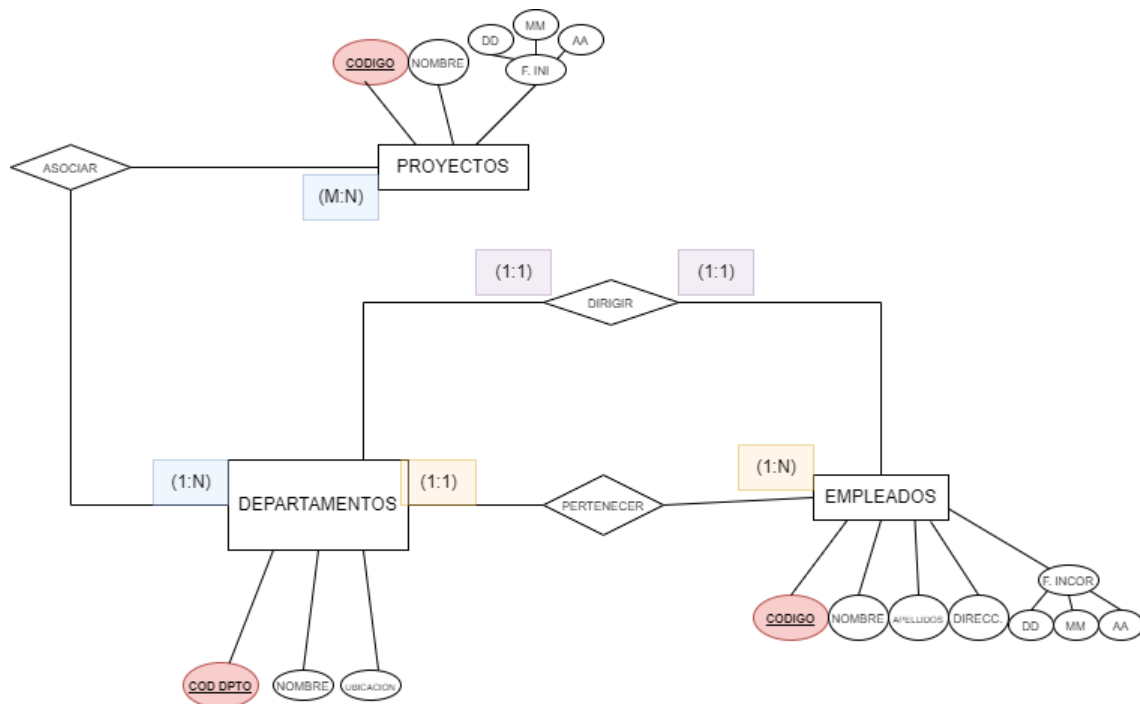 MM
DD
AA
CODIGO
NOMBRE
F. INI
PROYECTOS
ASOCIAR
(M:N)
(1:1)
(1:1)
DIRIGIR
(1:N)
DEPARTAMENTOS
(1:1)
PERTENECER
(1:N)
EMPLEADOS
F. INCOR
CODIGO
NOMBRE
APELLIDOS
DIRECC.
DD
MM
AA
COD DPTO
NOMBRE
UBICACION